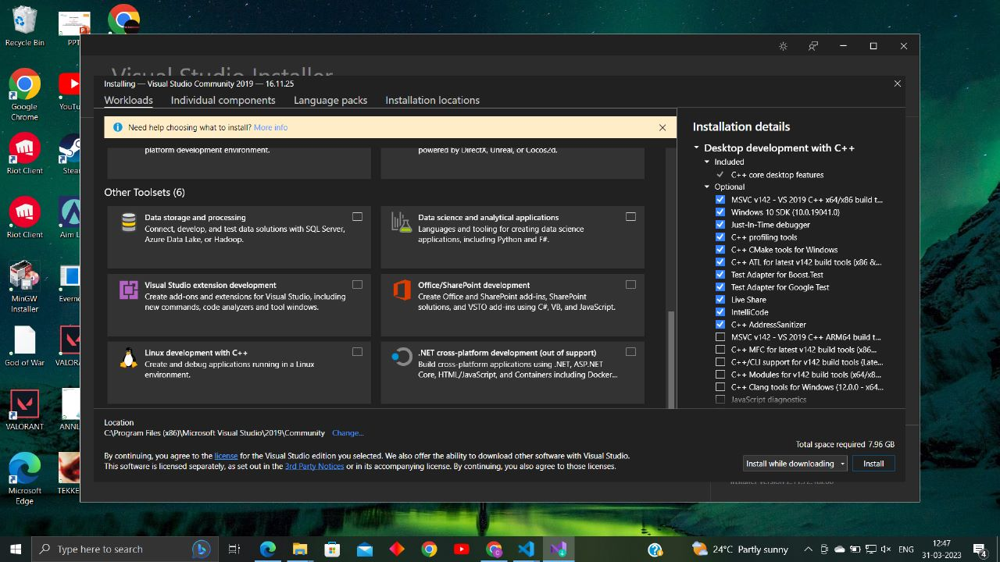 Recycle Bin
PPT
Google
Chrome
YouTu
Riot Client
Stear
Riot Client
Aim L
MinGW
Installer
Everno
God of War
VALORA
VALORANT
ANNL
Microsoft
Edge
TEKKE
Visual Studio Installer
Installing — Visual Studio Community 2019 — 16.11.25
Workloads Individual components Language packs Installation locations
Need help choosing what to install? More info
platform development environment.
powered by DirectX, Unreal, or Cocos2d.
Other Toolsets (6)
Data storage and processing
Connect, develop, and test data solutions with SQL Server,
Azure Data Lake, or Hadoop.
Data science and analytical applications
Languages and tooling for creating data science
applications, including Python and F#.
Visual Studio extension development
Create add-ons and extensions for Visual Studio, including
new commands, code analyzers and tool windows.
Office/SharePoint development
Create Office and SharePoint add-ins, SharePoint
solutions, and VSTO add-ins using C#, VB, and JavaScript.
Linux development with C++
Create and debug applications running in a Linux
environment.
.NET cross-platform development (out of support)
Build cross-platform applications using .NET, ASP.NET
Core, HTML/JavaScript, and Containers including Docker...
Installation details
Desktop development with C++
Included
C++ core desktop features
Optional
MSVC v142 - VS 2019 C++ x64/x86 build t...
Windows 10 SDK (10.0.19041.0)
Just-In-Time debugger
C++ profiling tools
C++ CMake tools for Windows
C++ ATL for latest v142 build tools (x86 &...
Test Adapter for Boost.Test
Test Adapter for Google Test
Live Share
IntelliCode
C++ AddressSanitizer
MSVC v142 - VS 2019 C++ ARM64 build t...
C++ MFC for latest v142 build tools (x86...
C++/CLI support for v142 build tools (Late...
C++ Modules for v142 build tools (x64/x8...
C++ Clang tools for Windows (12.0.0 - x64...
JavaScript diagnostics
Location
C:\Program Files (x86)\Microsoft Visual Studio\2019\Community Change...
By continuing, you agree to the license for the Visual Studio edition you selected. We also offer the ability to download other software with Visual Studio.
This software is licensed separately, as set out in the 3rd Party Notices or in its accompanying license. By continuing, you also agree to those licenses.
Total space required 7.96 GB
Install while downloading Install
Type here to search
24°C Partly sunny
ENG
12:47
31-03-2023
4